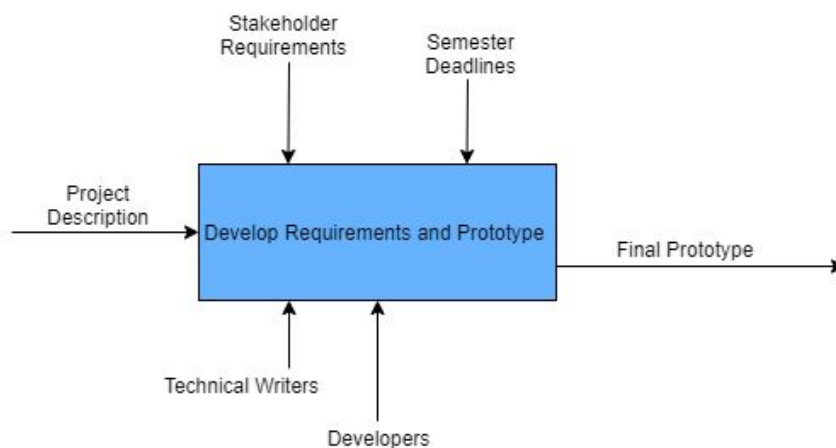 Stakeholder
Requirements
Semester
Deadlines
Project
Description
Develop Requirements and Prototype
Final Prototype
Technical Writers
Developers